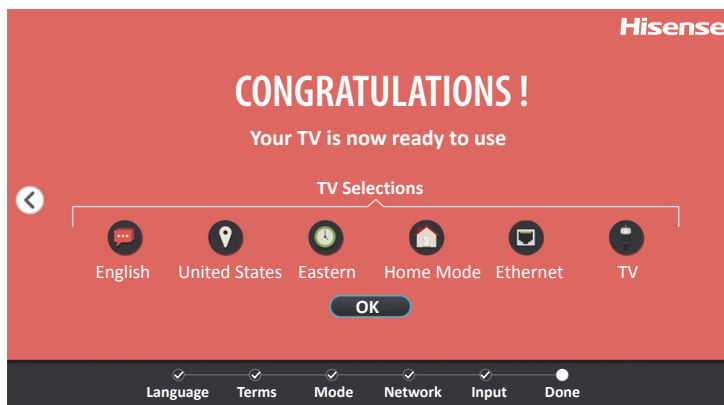 Hisense
CONGRATULATIONS !
Your TV is now ready to use
TV Selections
English United States Eastern Home Mode Ethernet TV
OK
Language Terms Mode Network Input Done